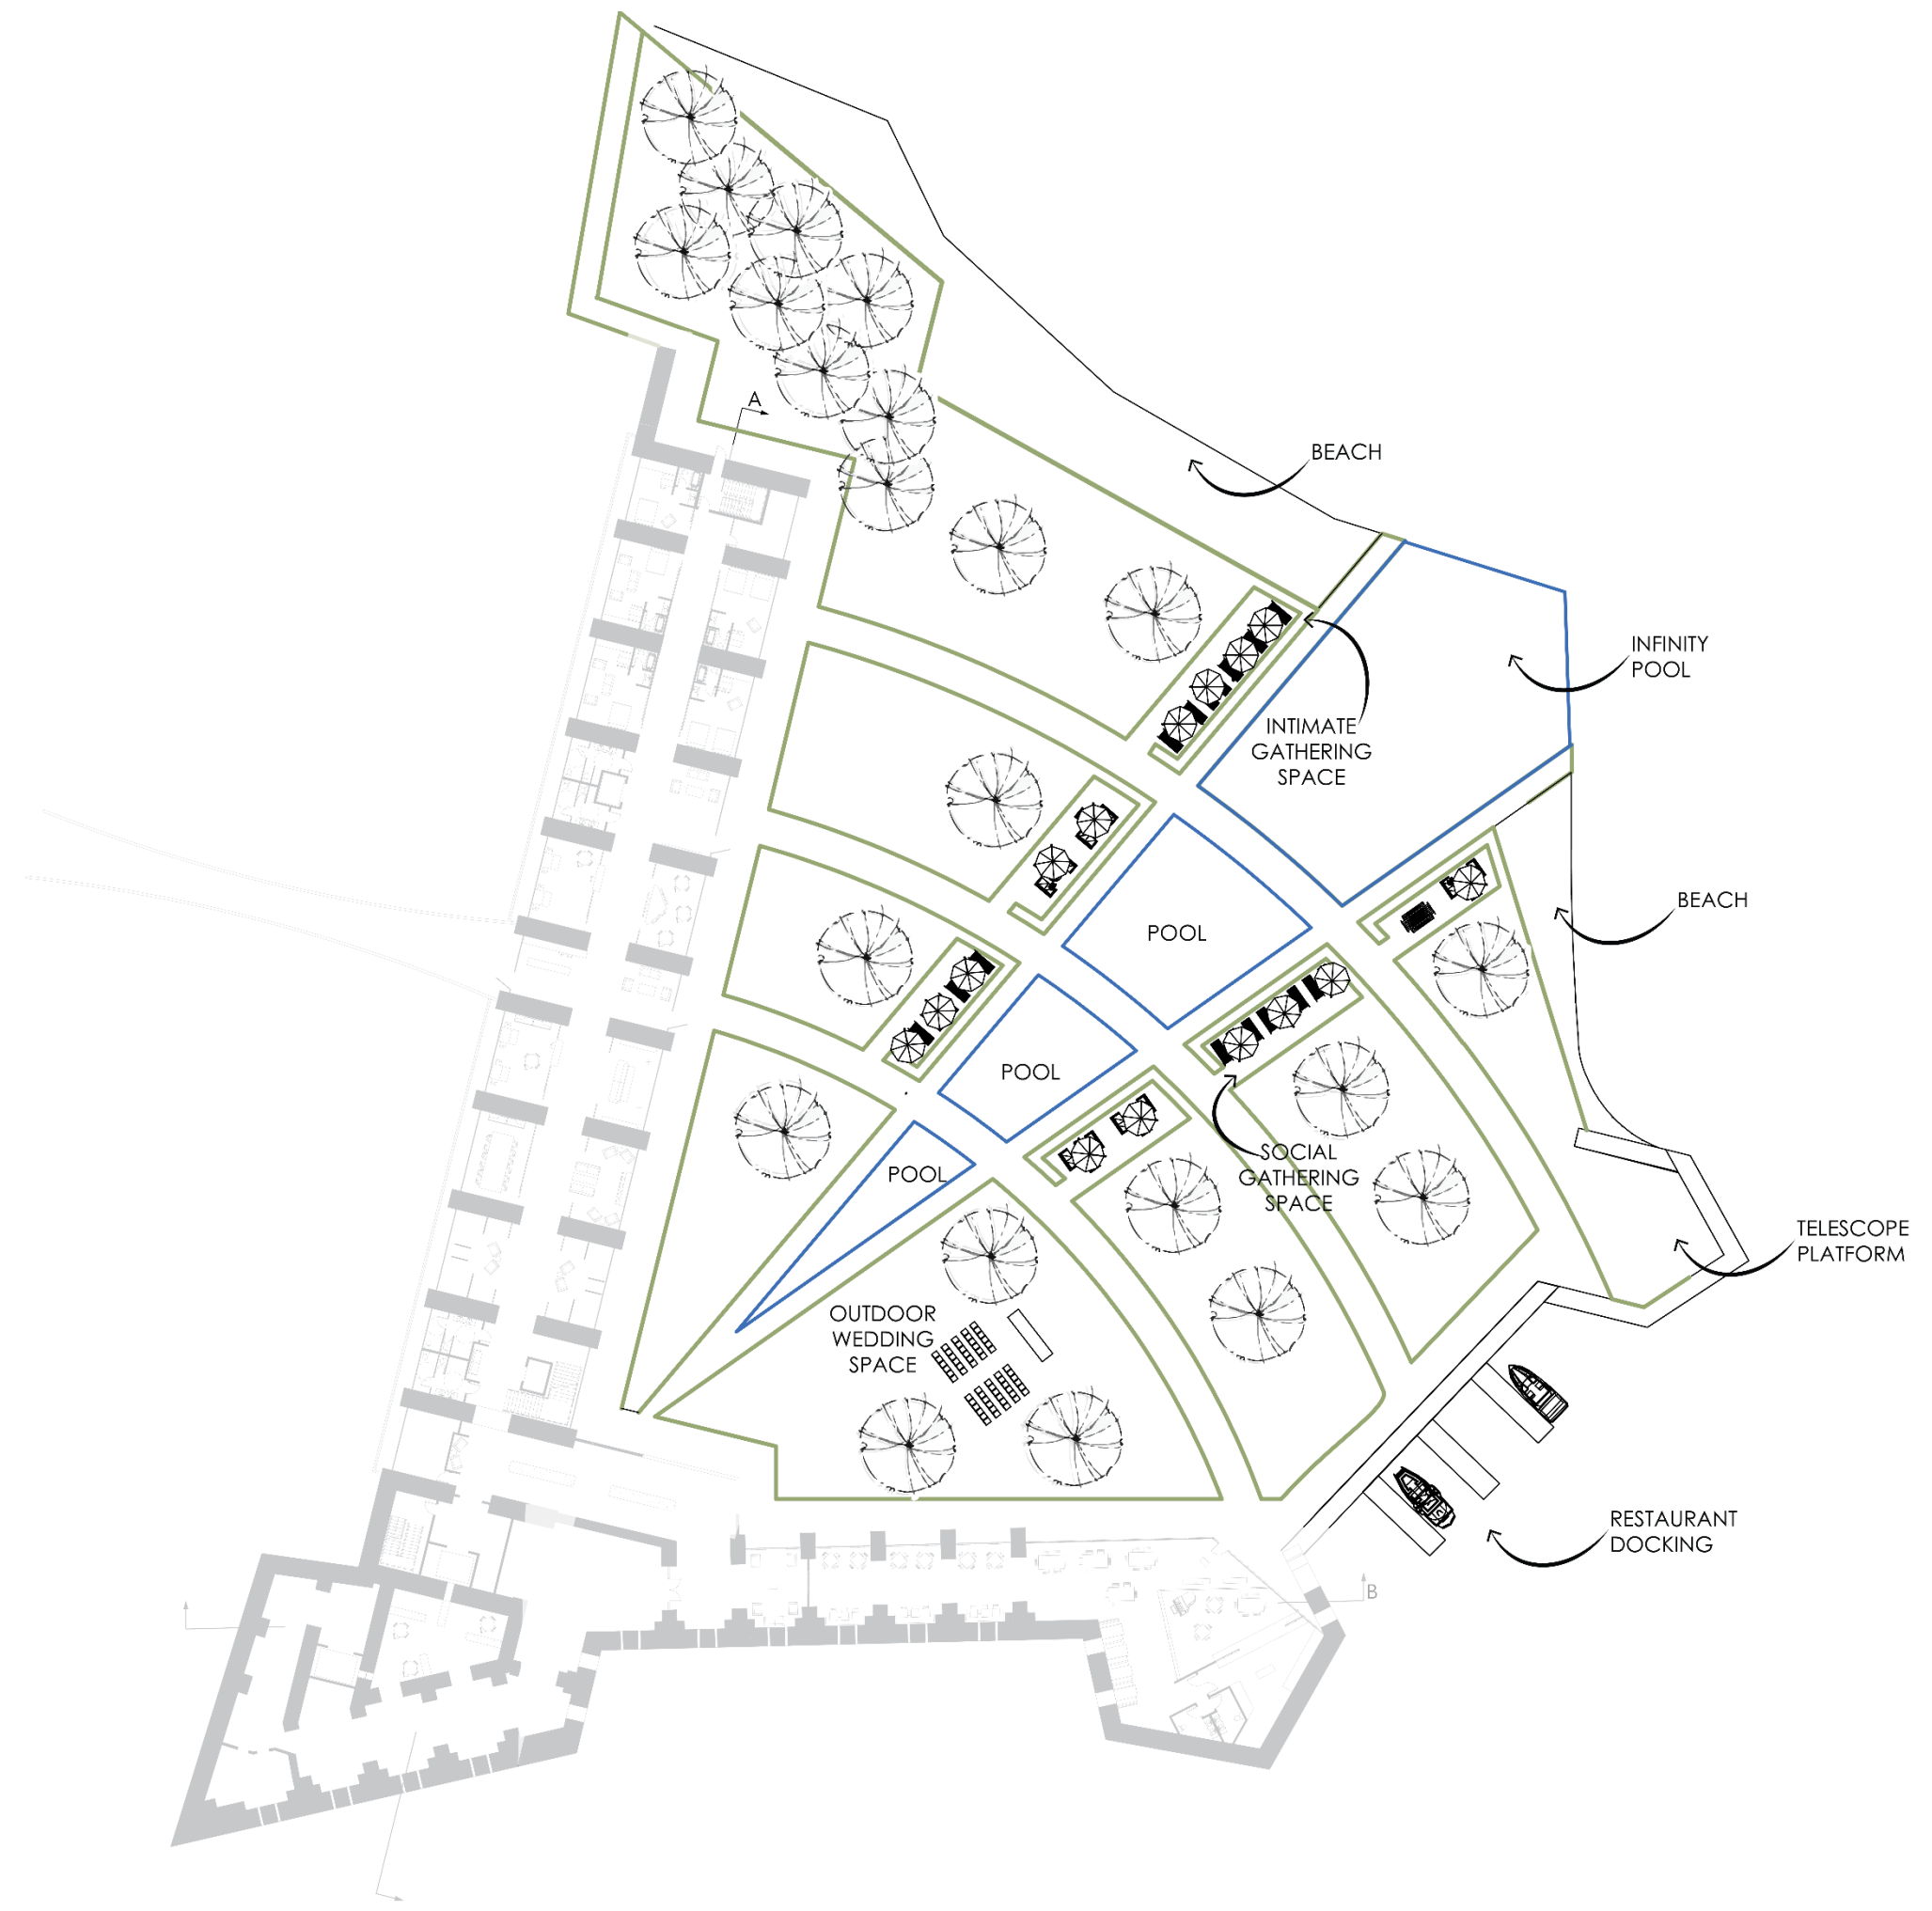 A
BEACH
INFINITY
POOL
INTIMATE
GATHERING
SPACE
BEACH
POOL
POOL
POOL
SOCIAL
GATHERING
SPACE
TELESCOPE
PLATFORM
OUTDOOR
WEDDING
SPACE
RESTAURANT
DOCKING
B